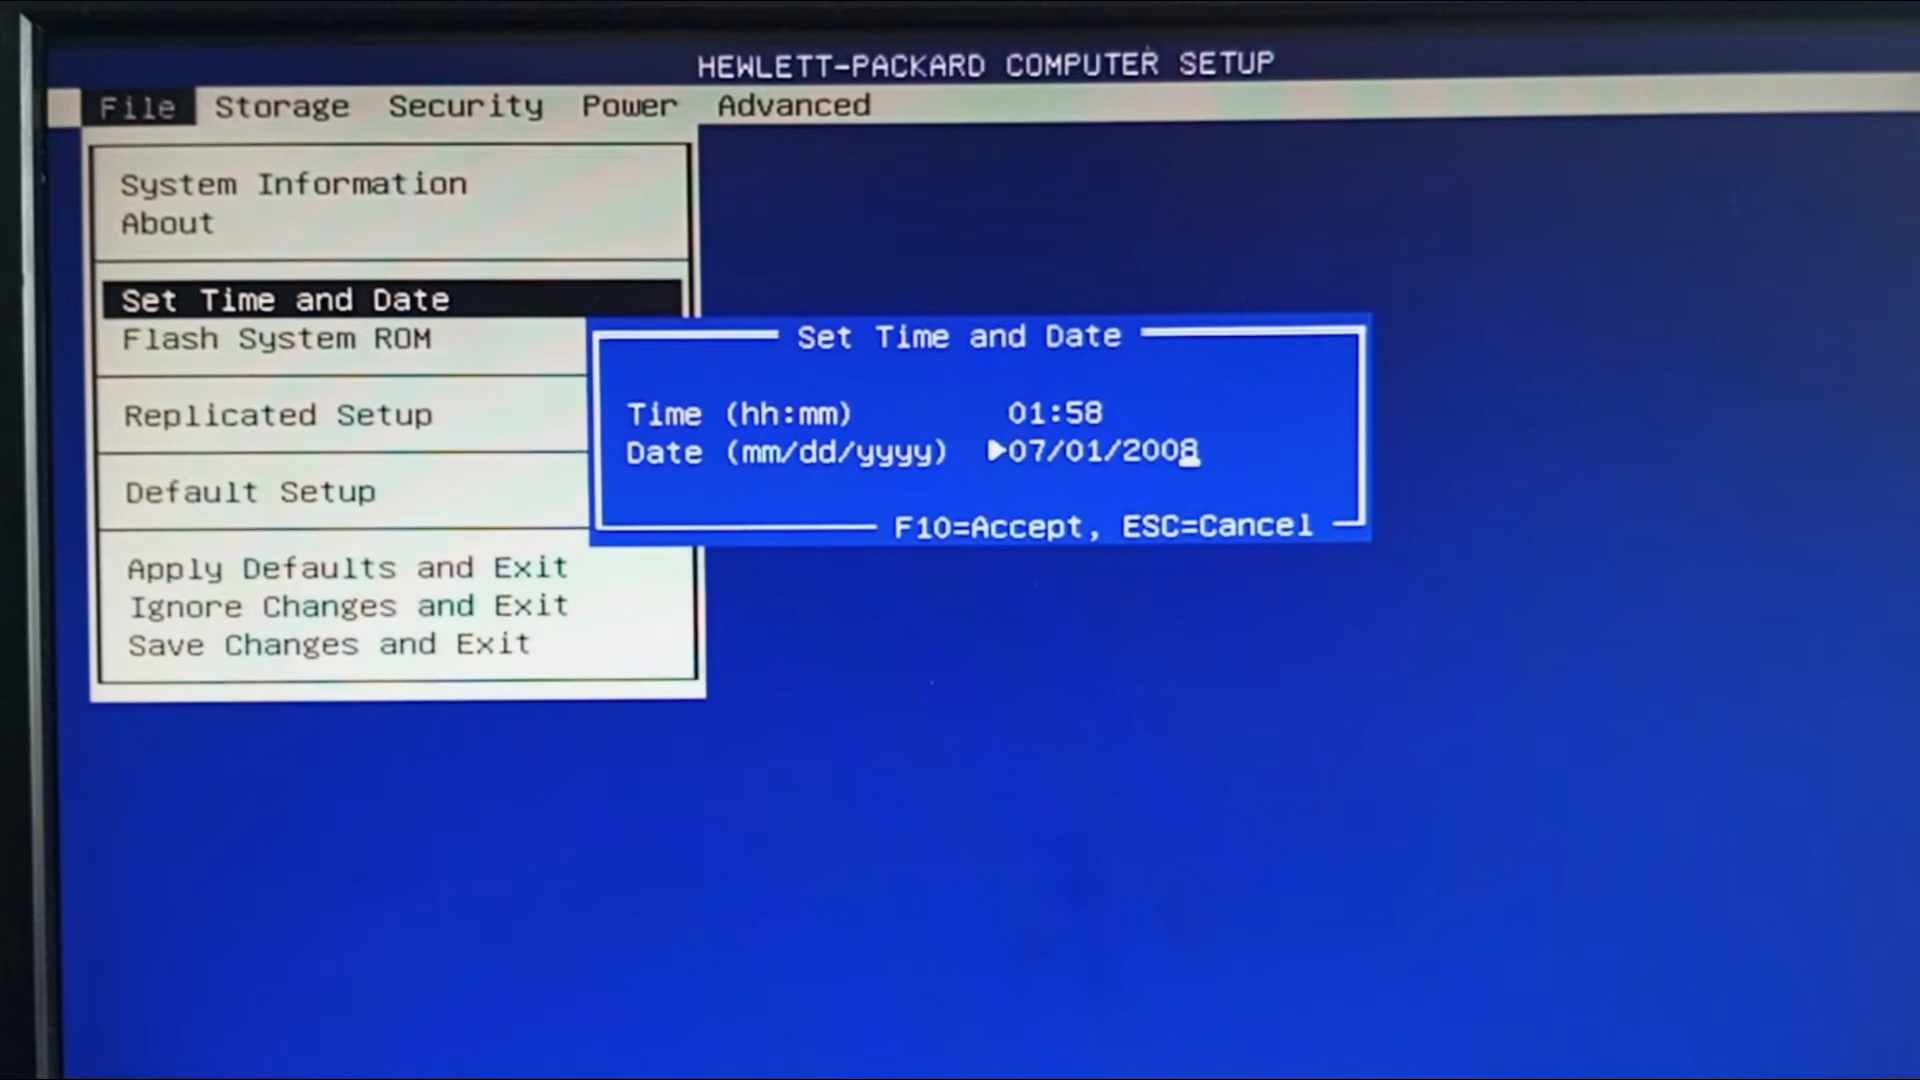 HEWLETT-PACKARD COMPUTER SETUP
File Storage Security Power Advanced
System Information
About
Set Time and Date
Flash System ROM
Replicated Setup
Default Setup
Apply Defaults and Exit
Ignore Changes and Exit
Save Changes and Exit
Set Time and Date
Time (hh:mm) 01:58
Date (mm/dd/yyyy) ▶07/01/2008
F10=Accept, ESC=Cancel